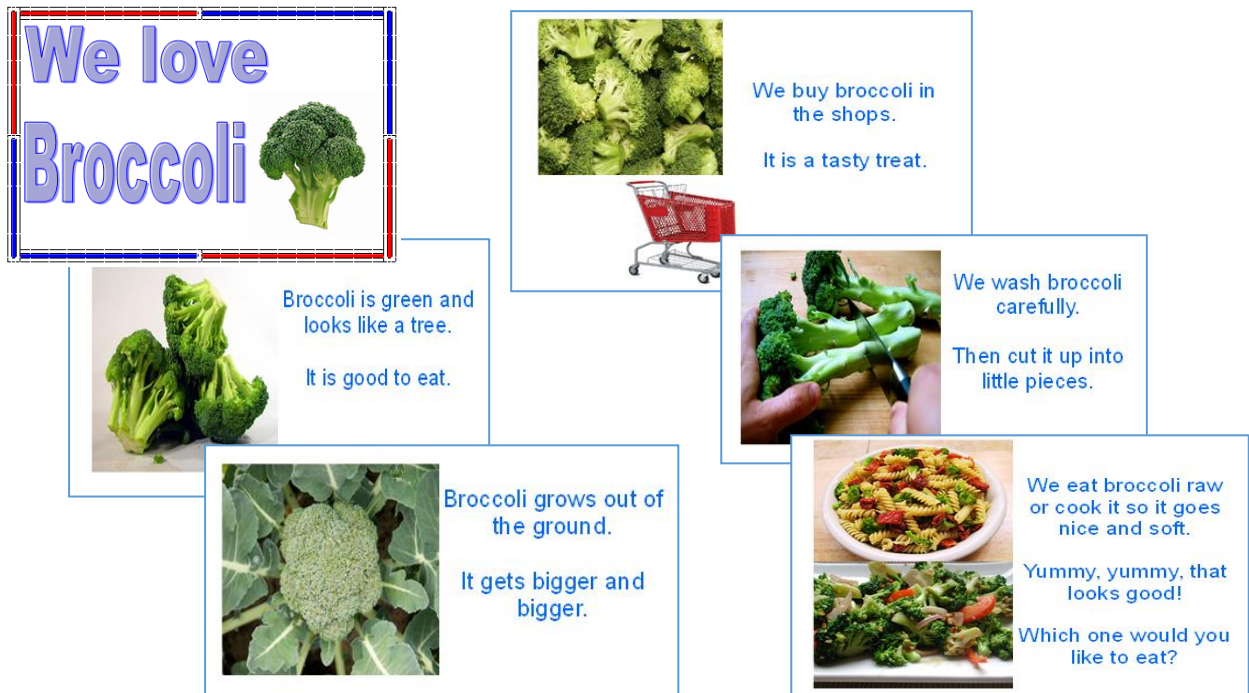 We love
Broccoli
Broccoli is green and
looks like a tree.
It is good to eat.
Broccoli grows out of
the ground.
It gets bigger and
bigger.
We buy broccoli in
the shops.
It is a tasty treat.
We wash broccoli
carefully.
Then cut it up into
little pieces.
We eat broccoli raw
or cook it so it goes
nice and soft.
Yummy, yummy, that
looks good!
Which one would you
like to eat?